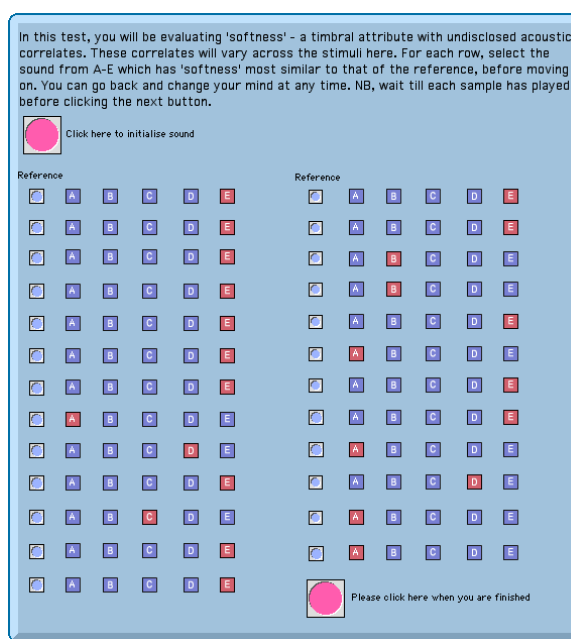 In this test, you will be evaluating 'softness' - a timbral attribute with undisclosed acoustic
correlates. These correlates will vary across the stimuli here. For each row, select the
sound from A-E which has 'softness' most similar to that of the reference, before moving
on. You can go back and change your mind at any time. NB, wait till each sample has played
before clicking the next button.
Click here to initialise sound
Reference
A B C D E
A B C D E
A B C D E
A B C D E
A B C D E
A B C D E
A B C D E
A B C D E
A B C D E
A B C D E
A B C D E
A B C D E
A B C D E
Reference
A B C D E
A B C D E
A B C D E
A B C D E
A B C D E
A B C D E
A B C D E
A B C D E
A B C D E
A B C D E
A B C D E
A B C D E
Please click here when you are finished